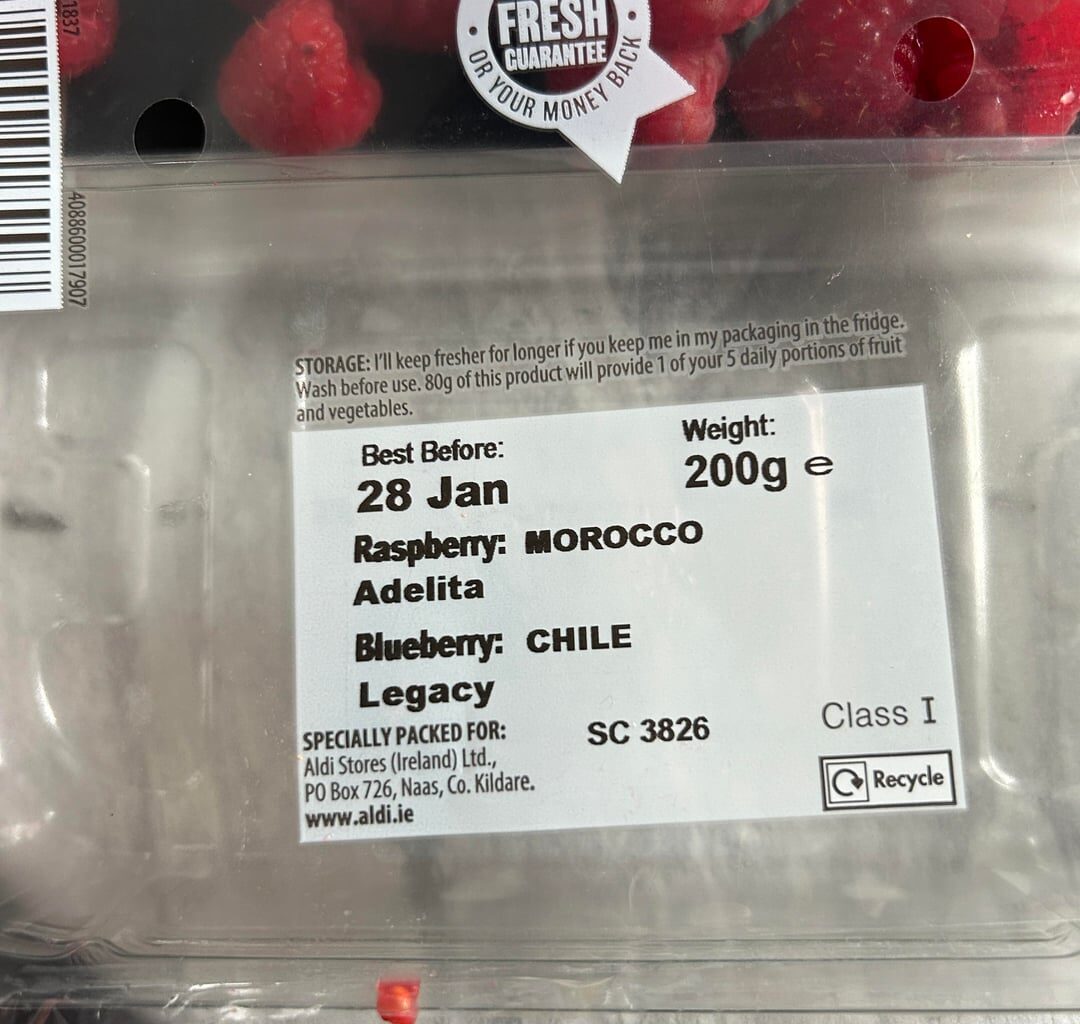 1837
FRESH
GUARANTEE
OR YOUR MONEY BACK
4088600017907
STORAGE: I'll keep fresher for longer if you keep me in my packaging in the fridge.
Wash before use. 80g of this product will provide 1 of your 5 daily portions of fruit
and vegetables.
Best Before:
Weight:
28 Jan
200g e
Raspberry: MOROCCO
Adelita
Blueberry: CHILE
Legacy
SPECIALLY PACKED FOR:
SC 3826
Class I
Aldi Stores (Ireland) Ltd.,
PO Box 726, Naas, Co. Kildare.
www.aldi.ie
Recycle